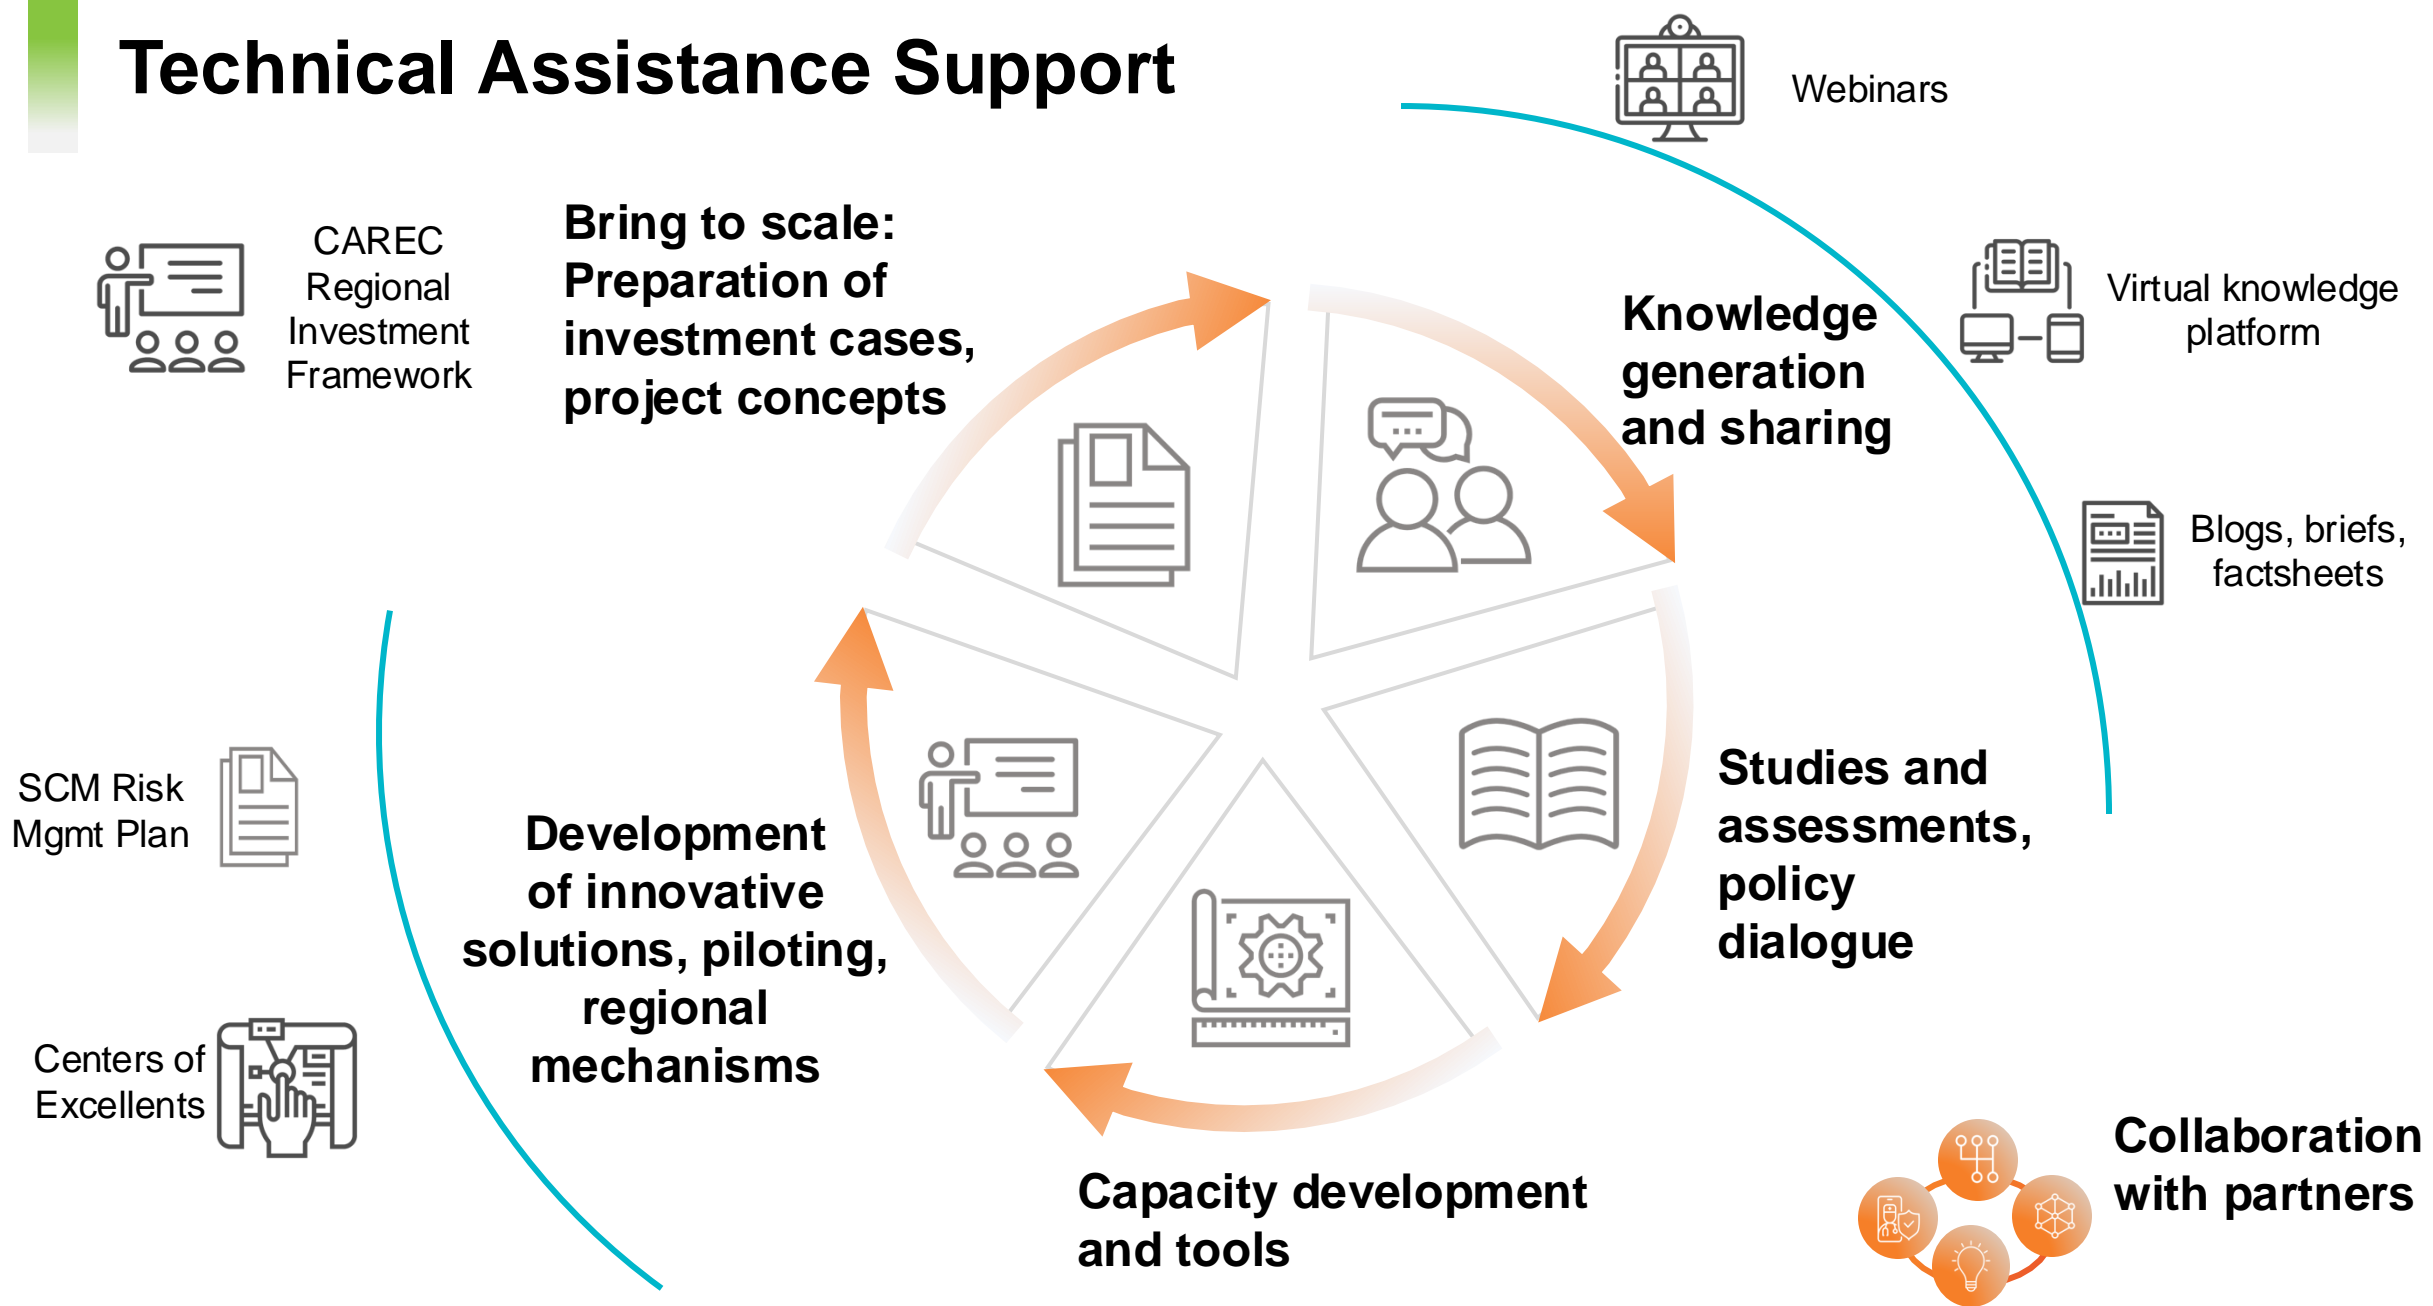 Technical Assistance Support
Webinars
CAREC
Regional
Investment
Framework
Bring to scale:
Preparation of
investment cases,
project concepts
Knowledge
generation
and sharing
Virtual knowledge
platform
Blogs, briefs,
factsheets
SCM Risk
Mgmt Plan
Development
of innovative
solutions, piloting,
regional
mechanisms
Studies and
assessments,
policy
dialogue
Centers of
Excellents
Capacity development
and tools
Collaboration
with partners